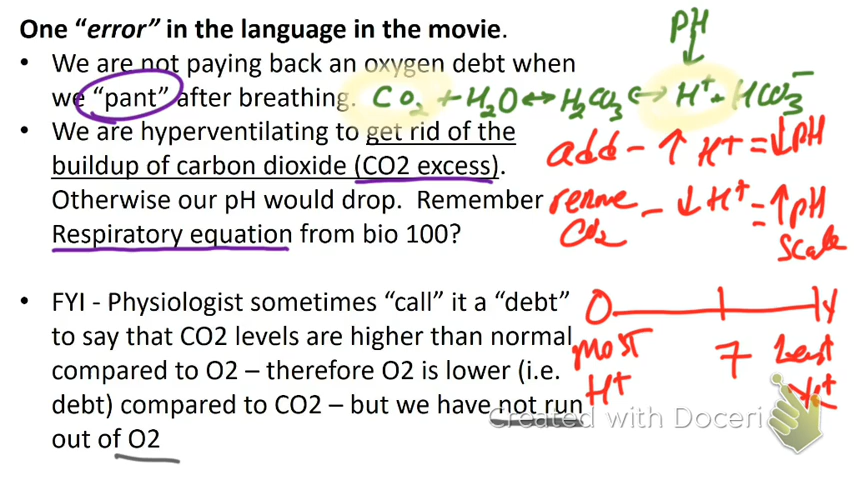 One “error” in the language in the movie.
PH
↓
• We are not paying back an oxygen debt when
we “pant” after breathing. CO2 + H2O ↔ H2CO3 ↔ H+ + HCO3-
• We are hyperventilating to get rid of the
add - ↑ H+ = ↓ PH
buildup of carbon dioxide (CO2 excess).
Otherwise our pH would drop. Remember
remove - ↓ H+ = ↑ pH
CO2 scale
Respiratory equation from bio 100?
• FYI - Physiologist sometimes “call” it a “debt”
to say that CO2 levels are higher than normal
compared to O2 – therefore O2 is lower (i.e.
debt) compared to CO2 – but we have not run
out of O2
0 14
most 7 Least
H+ H+
Created with Doceri